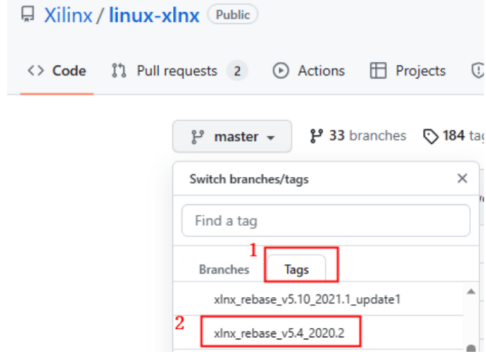 Xilinx / linux-xlnx Public
<> Code Pull requests 2 Actions Projects
master 33 branches 184 tag
Switch branches/tags
Find a tag
1
Branches Tags
xlnx_rebase_v5.10_2021.1_update1
2
xlnx_rebase_v5.4_2020.2